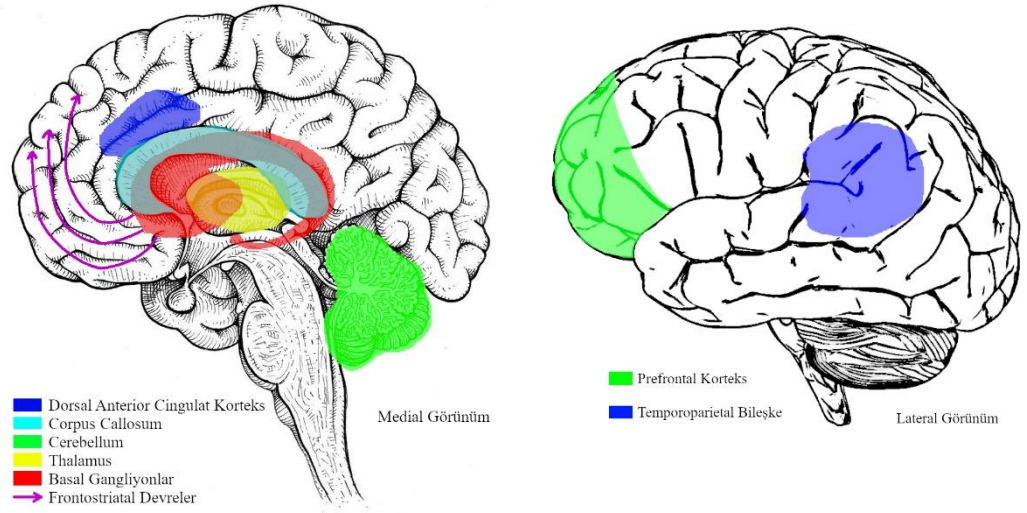 Dorsal Anterior Cingulat Korteks
Corpus Callosum
Cerebellum
Thalamus
Basal Gangliyonlar
Frontostriatal Devreler
Medial Görünüm
Prefrontal Korteks
Temporoparietal Bileşke
Lateral Görünüm